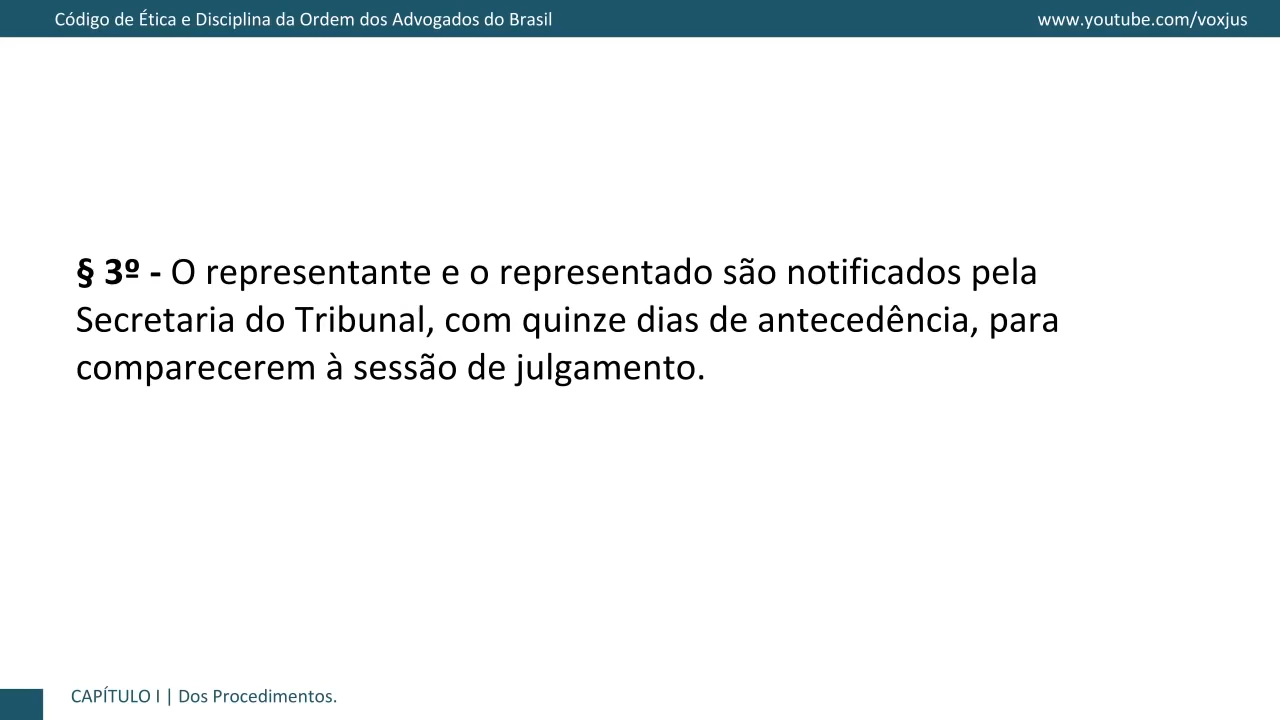 Código de Ética e Disciplina da Ordem dos Advogados do Brasil
www.youtube.com/voxjus
§ 3º - O representante e o representado são notificados pela
Secretaria do Tribunal, com quinze dias de antecedência, para
comparecerem à sessão de julgamento.
CAPÍTULO I | Dos Procedimentos.